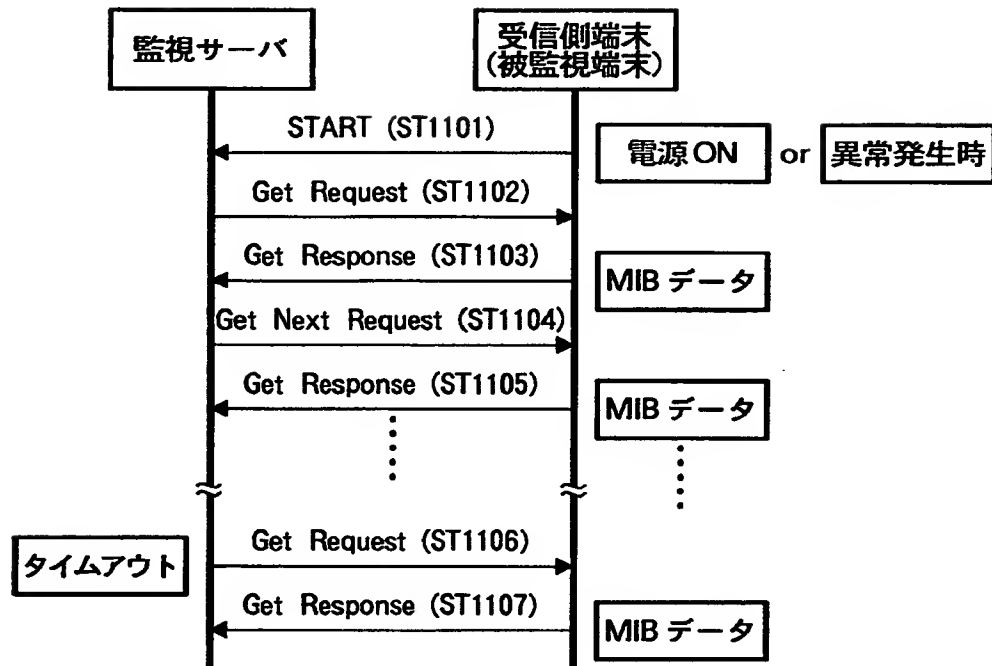 監視サーバ
受信側端末
(被監視端末)
START (ST1101)
電源ON or 異常発生時
Get Request (ST1102)
Get Response (ST1103)
MIB データ
Get Next Request (ST1104)
Get Response (ST1105)
MIB データ
タイムアウト
Get Request (ST1106)
Get Response (ST1107)
MIB データ